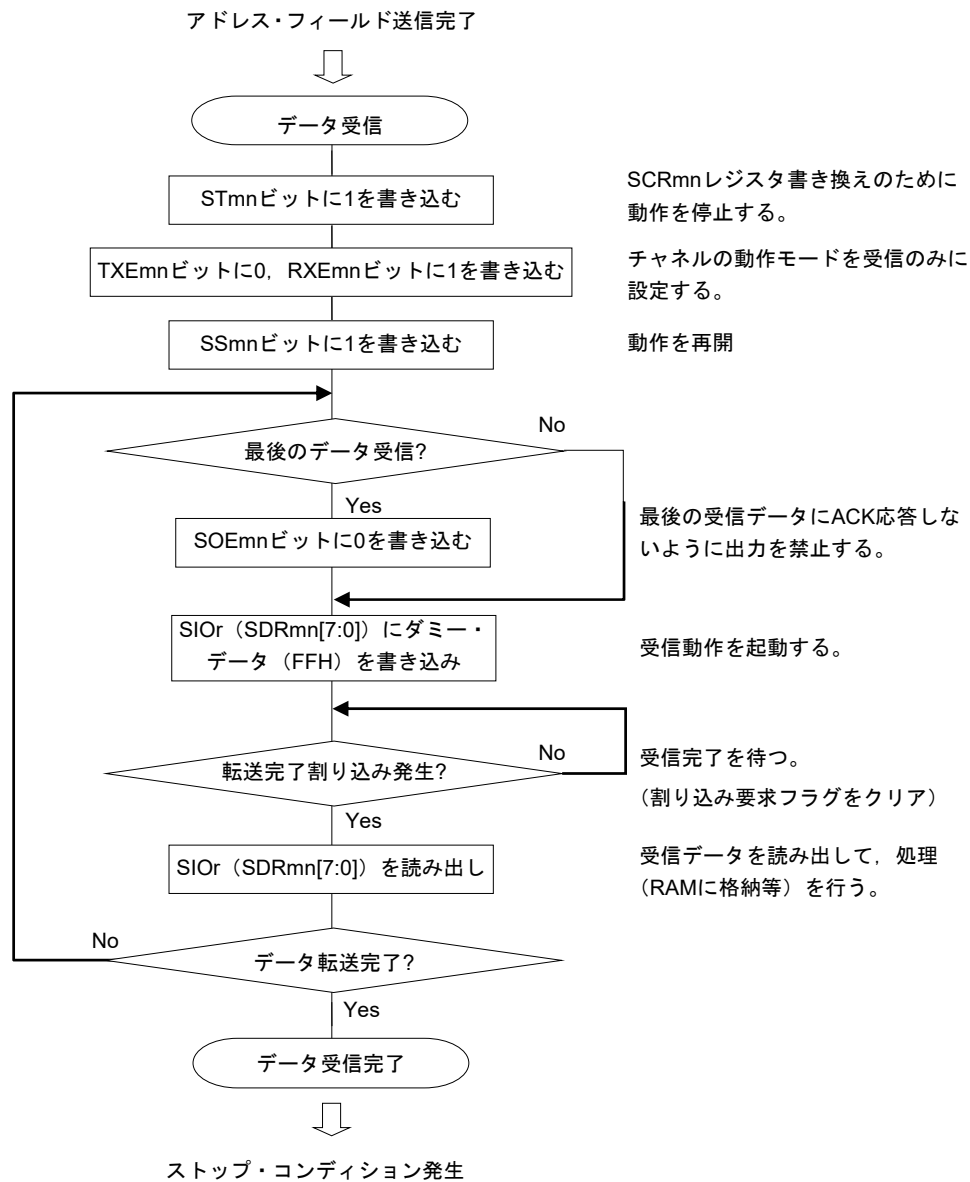 アドレス・フィールド送信完了
データ受信
STmnビットに1を書き込む
SCRmnレジスタ書き換えのために
動作を停止する。
TXEmnビットに0，RXEmnビットに1を書き込む
チャネルの動作モードを受信のみに
設定する。
SSmnビットに1を書き込む
動作を再開
最後のデータ受信?
No
Yes
SOEmnビットに0を書き込む
最後の受信データにACK応答しな
いように出力を禁止する。
SIOr（SDRmn[7:0]）にダミー・
データ（FFH）を書き込み
受信動作を起動する。
転送完了割り込み発生?
No
受信完了を待つ。
（割り込み要求フラグをクリア）
Yes
SIOr（SDRmn[7:0]）を読み出し
受信データを読み出して，処理
（RAMに格納等）を行う。
No
データ転送完了?
Yes
データ受信完了
ストップ・コンディション発生